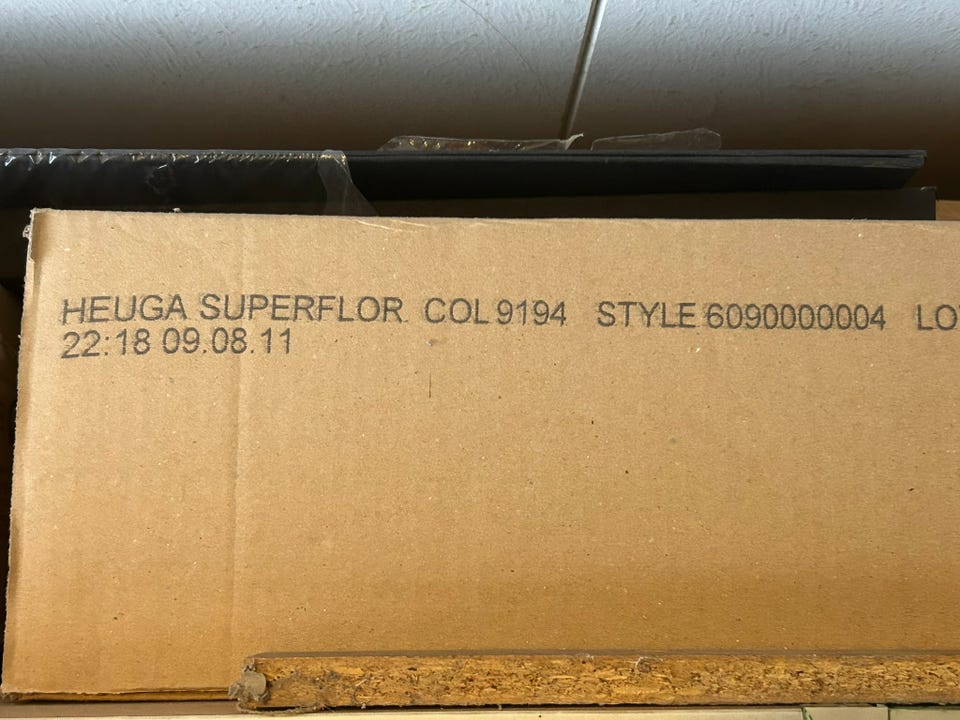 HEUGA SUPERFLOR COL 9194 STYLE 6090000004
22:18 09.08.11